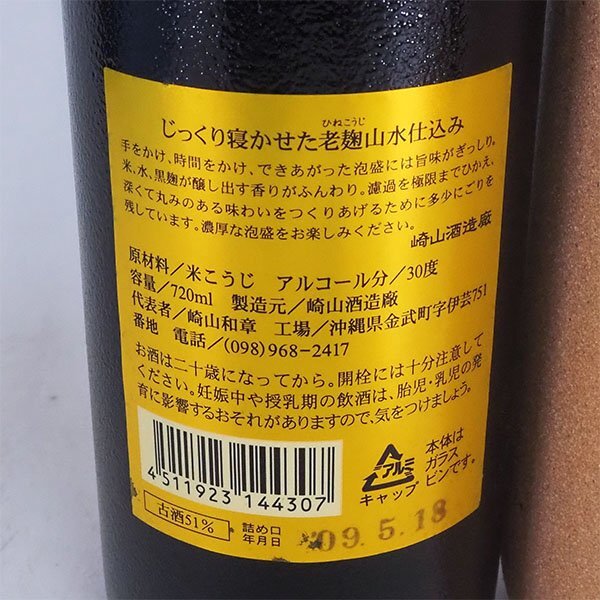 ひねこうじ
じっくり寝かせた老麹山水仕込み
手をかけ、時間をかけ、できあがった泡盛には旨味がぎっしり。
米、水、黒麹が醸し出す香りがふんわり。濾過を極限までひかえ、
深くて丸みのある味わいをつくりあげるために多少にごりを
残しています。濃厚な泡盛をお楽しみください。
崎山酒造廠
原材料／米こうじ アルコール分／30度
容量／720ml 製造元／崎山酒造廠
代表者／崎山和章 工場／沖縄県金武町字伊芸751
番地 電話／(098)968-2417
お酒は二十歳になってから。開栓には十分注意して
ください。妊娠中や授乳期の飲酒は、胎児・乳児の発
育に影響するおそれがありますので、気をつけましょう。
4511923 144307
アルミ
キャップ
本体は
ガラス
ビンです。
古酒51%
詰め口
年月日
09.5.18